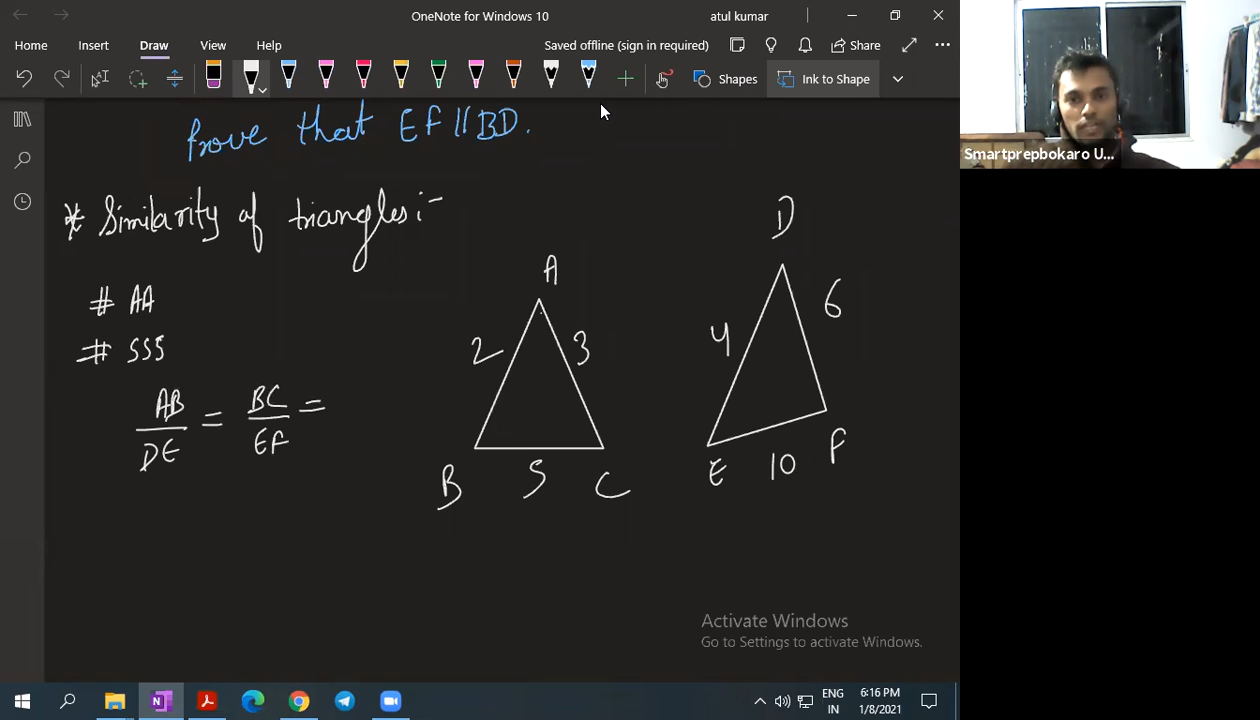 OneNote for Windows 10
atul kumar
Home Insert Draw View Help
Saved offline (sign in required)
Share
Shapes
Ink to Shape
Smartprepbokaro U...
Prove that EF || BD.
* Similarity of triangles :-
# AA
# SSS
AB/DE = BC/EF =
A
2 3
B 5 C
D
4 6
E 10 F
Activate Windows
Go to Settings to activate Windows.
ENG
IN
6:16 PM
1/8/2021